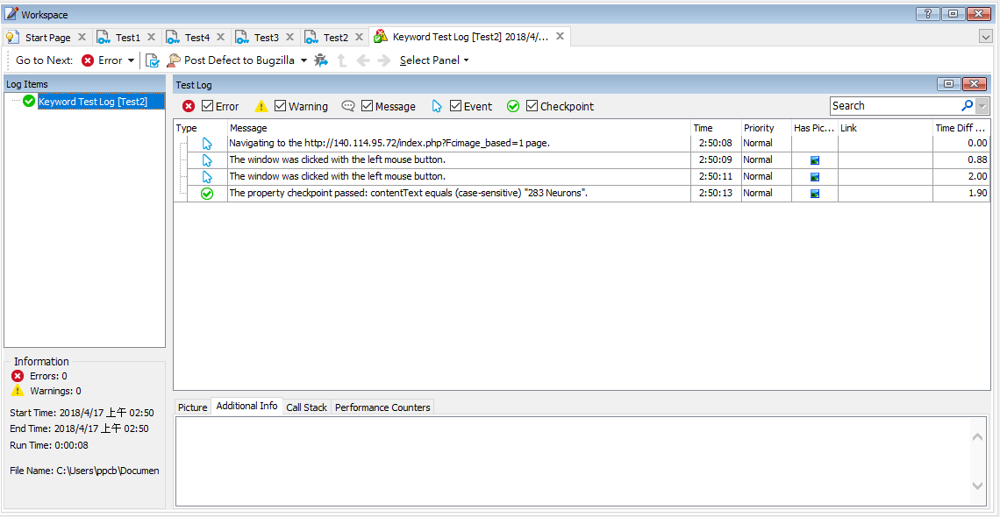 Workspace
Start Page Test1 Test4 Test3 Test2 Keyword Test Log [Test2] 2018/4/...
Go to Next: Error Post Defect to Bugzilla Select Panel
Log Items
Keyword Test Log [Test2]
Test Log
Error Warning Message Event Checkpoint Search
Type Message Time Priority Has Pic... Link Time Diff ...
Navigating to the http://140.114.95.72/index.php?Fcimage_based=1 page. 2:50:08 Normal 0.00
The window was clicked with the left mouse button. 2:50:09 Normal 0.88
The window was clicked with the left mouse button. 2:50:11 Normal 2.00
The property checkpoint passed: contentText equals (case-sensitive) "283 Neurons". 2:50:13 Normal 1.90
Information
Errors: 0
Warnings: 0
Start Time: 2018/4/17 上午 02:50
End Time: 2018/4/17 上午 02:50
Run Time: 0:00:08
File Name: C:\Users\ppcb\Documen
Picture Additional Info Call Stack Performance Counters